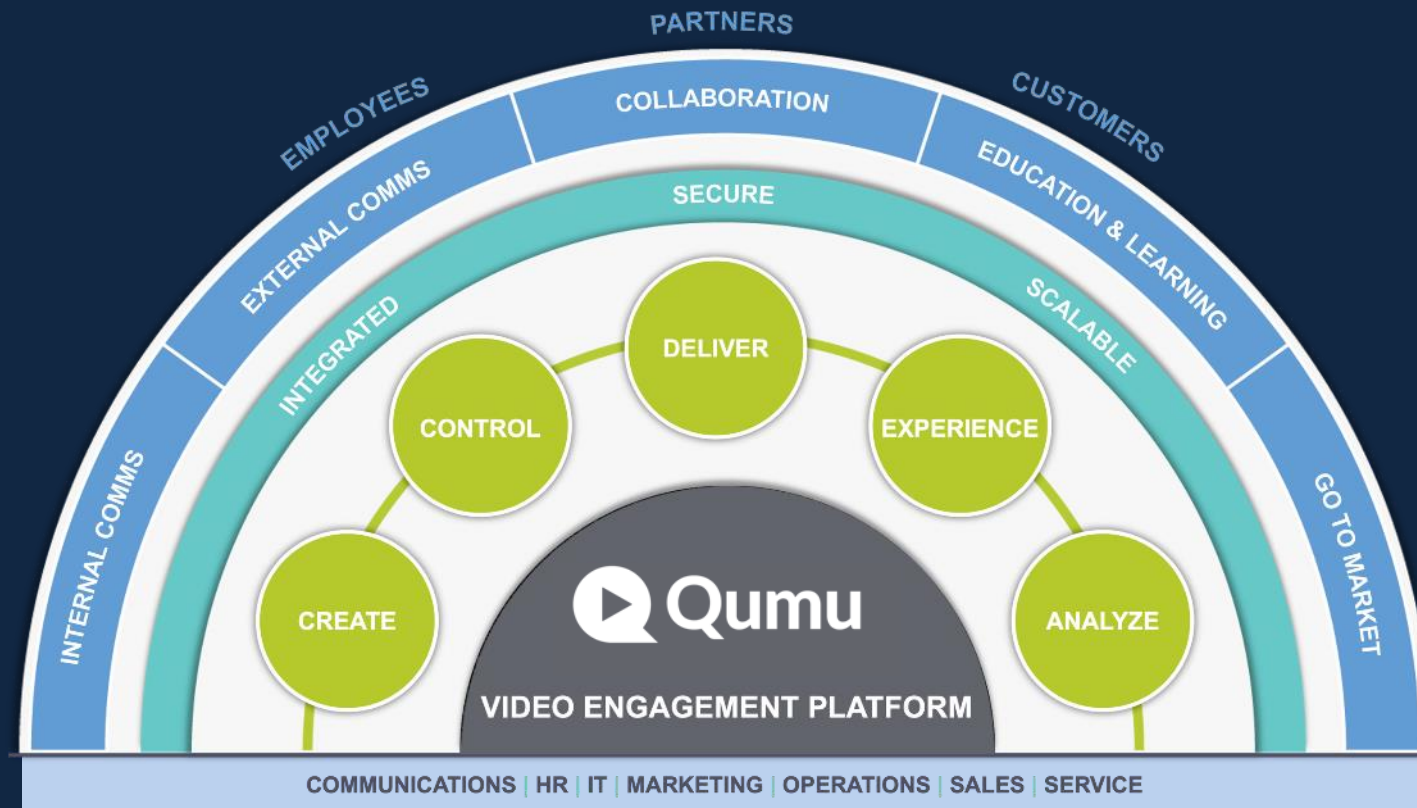 PARTNERS
EMPLOYEES
CUSTOMERS
INTERNAL COMMS
EXTERNAL COMMS
COLLABORATION
EDUCATION & LEARNING
GO TO MARKET
INTEGRATED
SECURE
SCALABLE
CREATE
CONTROL
DELIVER
EXPERIENCE
ANALYZE
Qumu
VIDEO ENGAGEMENT PLATFORM
COMMUNICATIONS | HR | IT | MARKETING | OPERATIONS | SALES | SERVICE